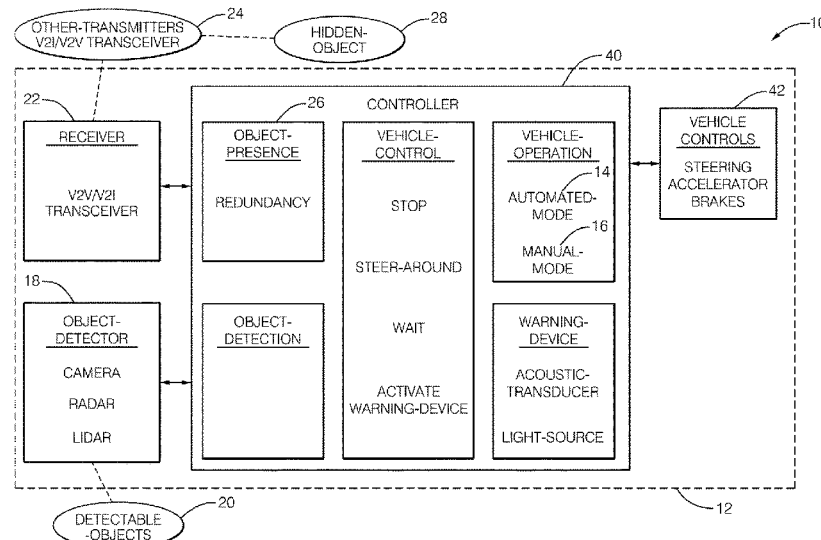 OTHER-TRANSMITTERS
V2I/V2V TRANSCEIVER
24
HIDDEN-
OBJECT
28
10
40
CONTROLLER
22
RECEIVER
V2V/V2I
TRANSCEIVER
26
OBJECT-
PRESENCE
REDUNDANCY
VEHICLE-
CONTROL
STOP
STEER-AROUND
WAIT
ACTIVATE
WARNING-DEVICE
VEHICLE-
OPERATION
14
AUTOMATED-
MODE
16
MANUAL-
MODE
42
VEHICLE
CONTROLS
STEERING
ACCELERATOR
BRAKES
18
OBJECT-
DETECTOR
CAMERA
RADAR
LIDAR
OBJECT-
DETECTION
WARNING-
DEVICE
ACOUSTIC-
TRANSDUCER
LIGHT-SOURCE
12
DETECTABLE
-OBJECTS
20